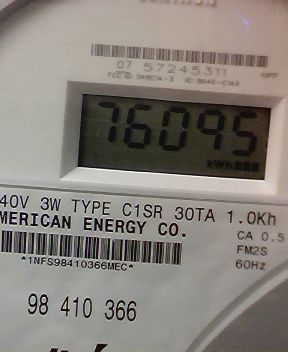 07 57245311
76095
kWh
40V 3W TYPE C1SR 30TA 1.0Kh
MERICAN ENERGY CO.
CA 0.5
FM2S
60Hz
*1NFS98410366MEC*
98 410 366